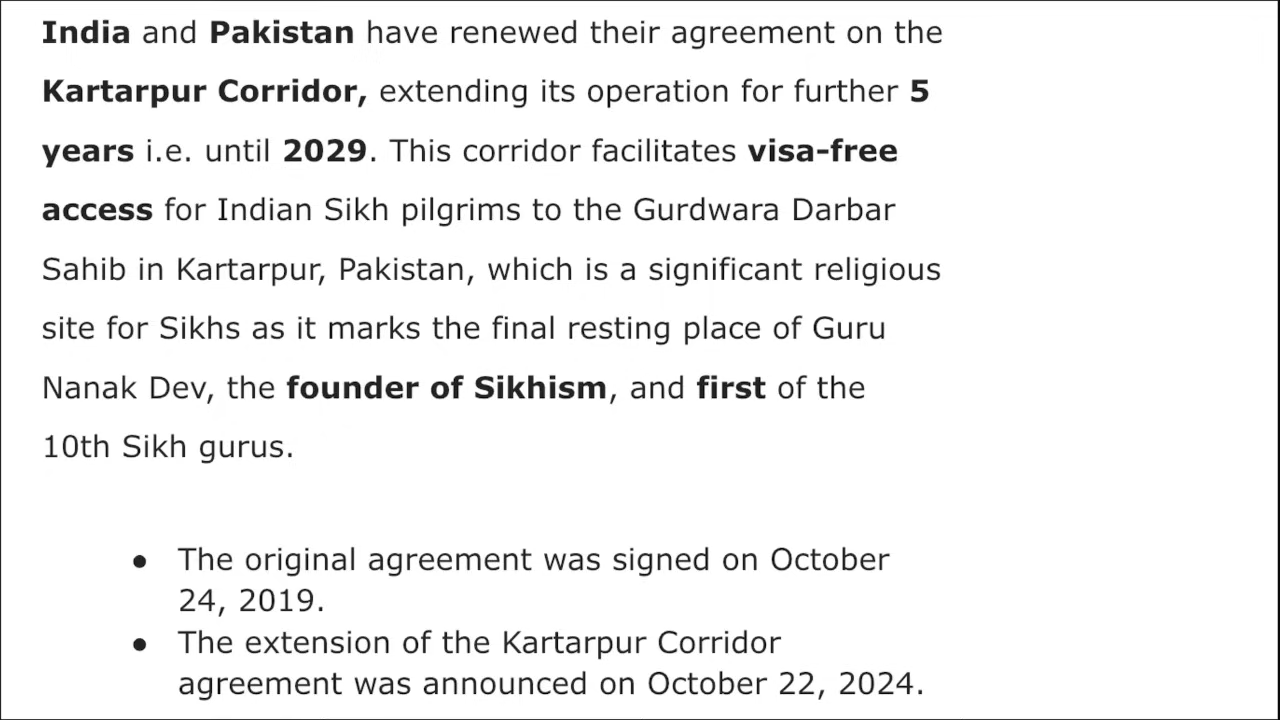 India and Pakistan have renewed their agreement on the
Kartarpur Corridor, extending its operation for further 5
years i.e. until 2029. This corridor facilitates visa-free
access for Indian Sikh pilgrims to the Gurdwara Darbar
Sahib in Kartarpur, Pakistan, which is a significant religious
site for Sikhs as it marks the final resting place of Guru
Nanak Dev, the founder of Sikhism, and first of the
10th Sikh gurus.
● The original agreement was signed on October
24, 2019.
● The extension of the Kartarpur Corridor
agreement was announced on October 22, 2024.